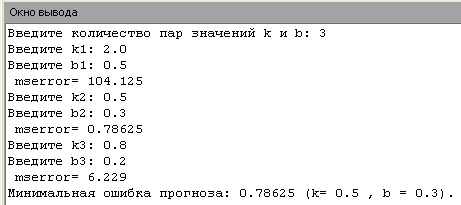 Окно вывода
Введите количество пар значений k и b: 3
Введите k1: 2.0
Введите b1: 0.5
mserror= 104.125
Введите k2: 0.5
Введите b2: 0.3
mserror= 0.78625
Введите k3: 0.8
Введите b3: 0.2
mserror= 6.229
Минимальная ошибка прогноза: 0.78625 (k= 0.5 , b = 0.3).